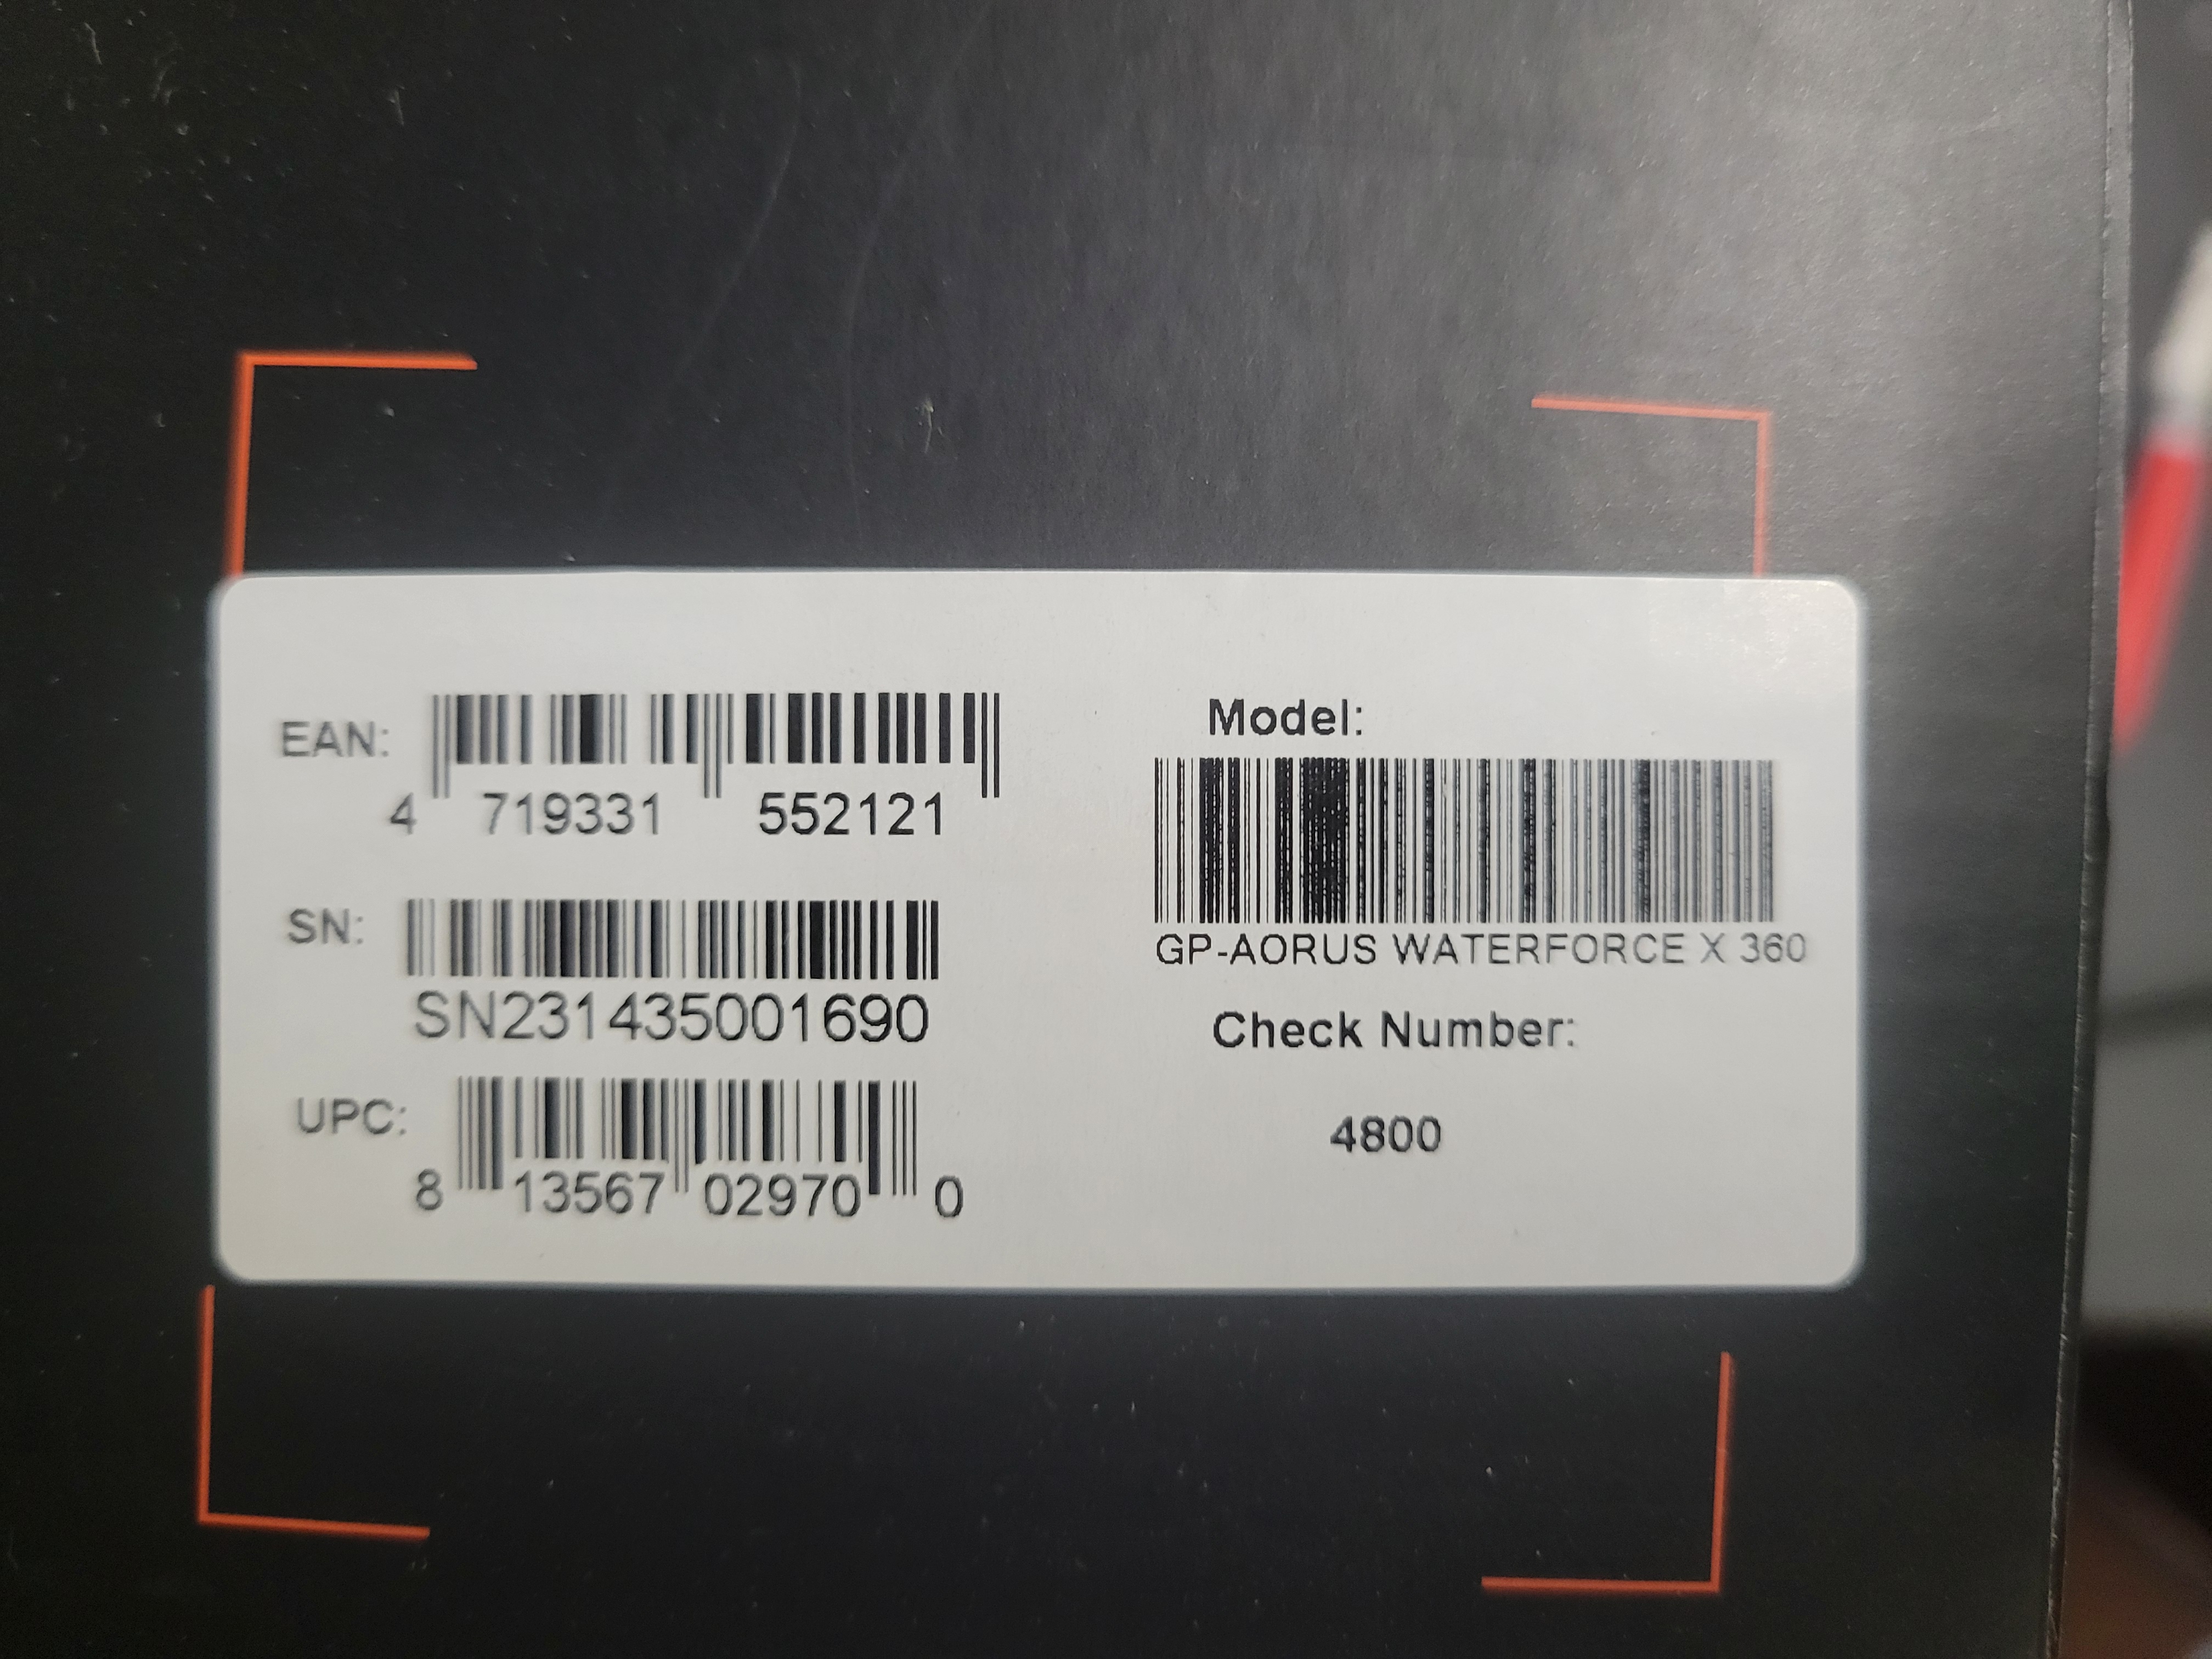 EAN:
4 719331 552121
SN:
SN231435001690
UPC:
8 13567 02970 0
Model:
GP-AORUS WATERFORCE X 360
Check Number:
4800